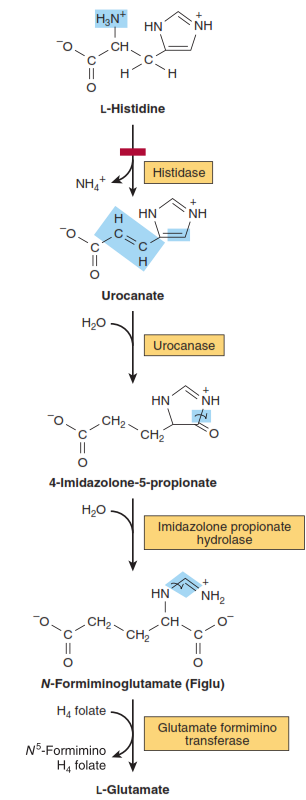 H₃N⁺
HN
⁺NH
⁻O
CH
C
C
O
H
H
L-Histidine
Histidase
NH₄⁺
H
HN
⁺NH
⁻O
C
C
C
H
O
Urocanate
H₂O
Urocanase
HN
⁺NH
⁻O
CH₂
C
CH₂
O
O
4-Imidazolone-5-propionate
H₂O
Imidazolone propionate
hydrolase
HN
⁺NH₂
⁻O
CH₂
CH
O⁻
C
CH₂
C
O
O
N-Formiminoglutamate (Figlu)
H₄ folate
Glutamate formimino
transferase
N⁵-Formimino
H₄ folate
L-Glutamate